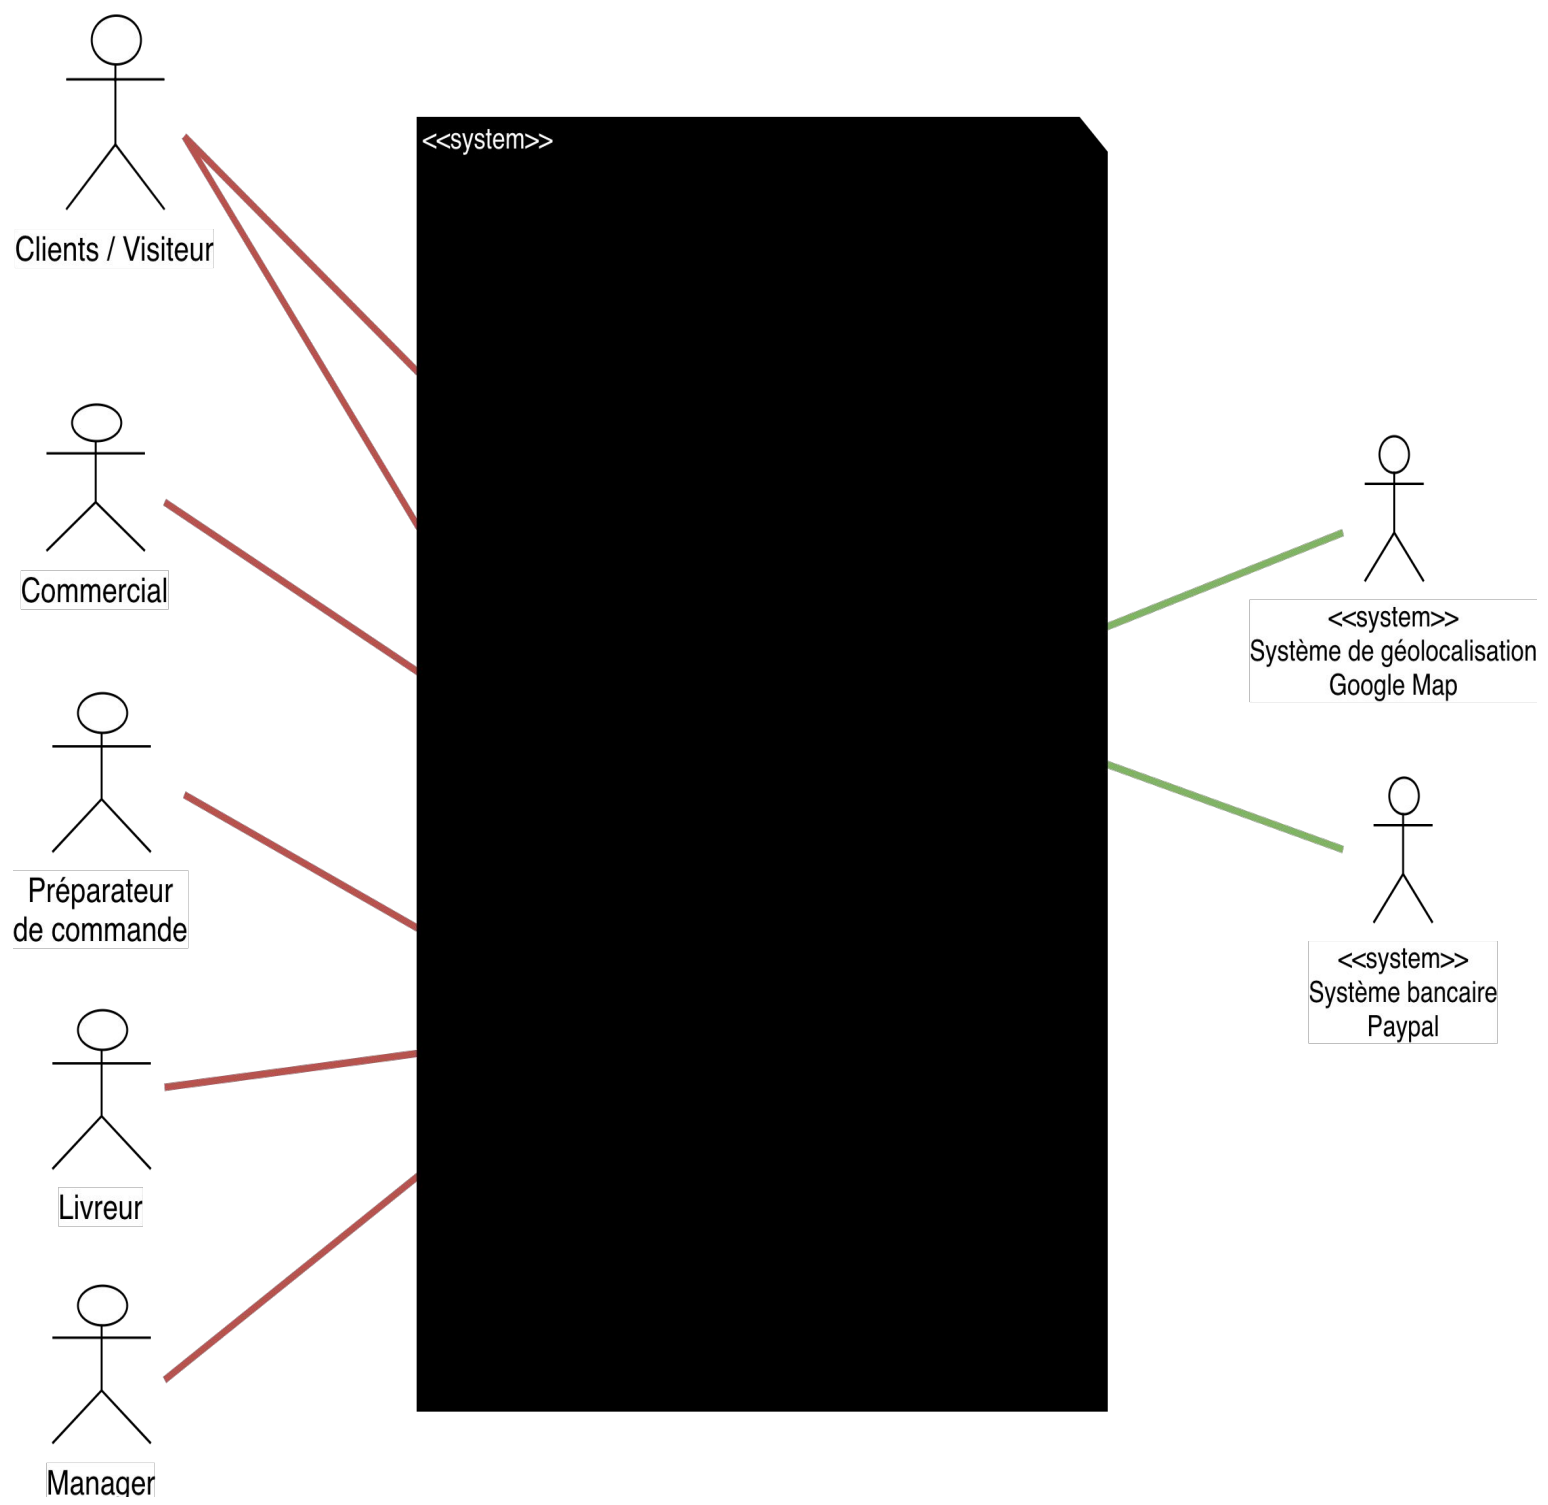 <<system>>
Clients / Visiteur
Commercial
<<system>>
Système de géolocalisation
Google Map
Préparateur
de commande
<<system>>
Système bancaire
Paypal
Livreur
Manager